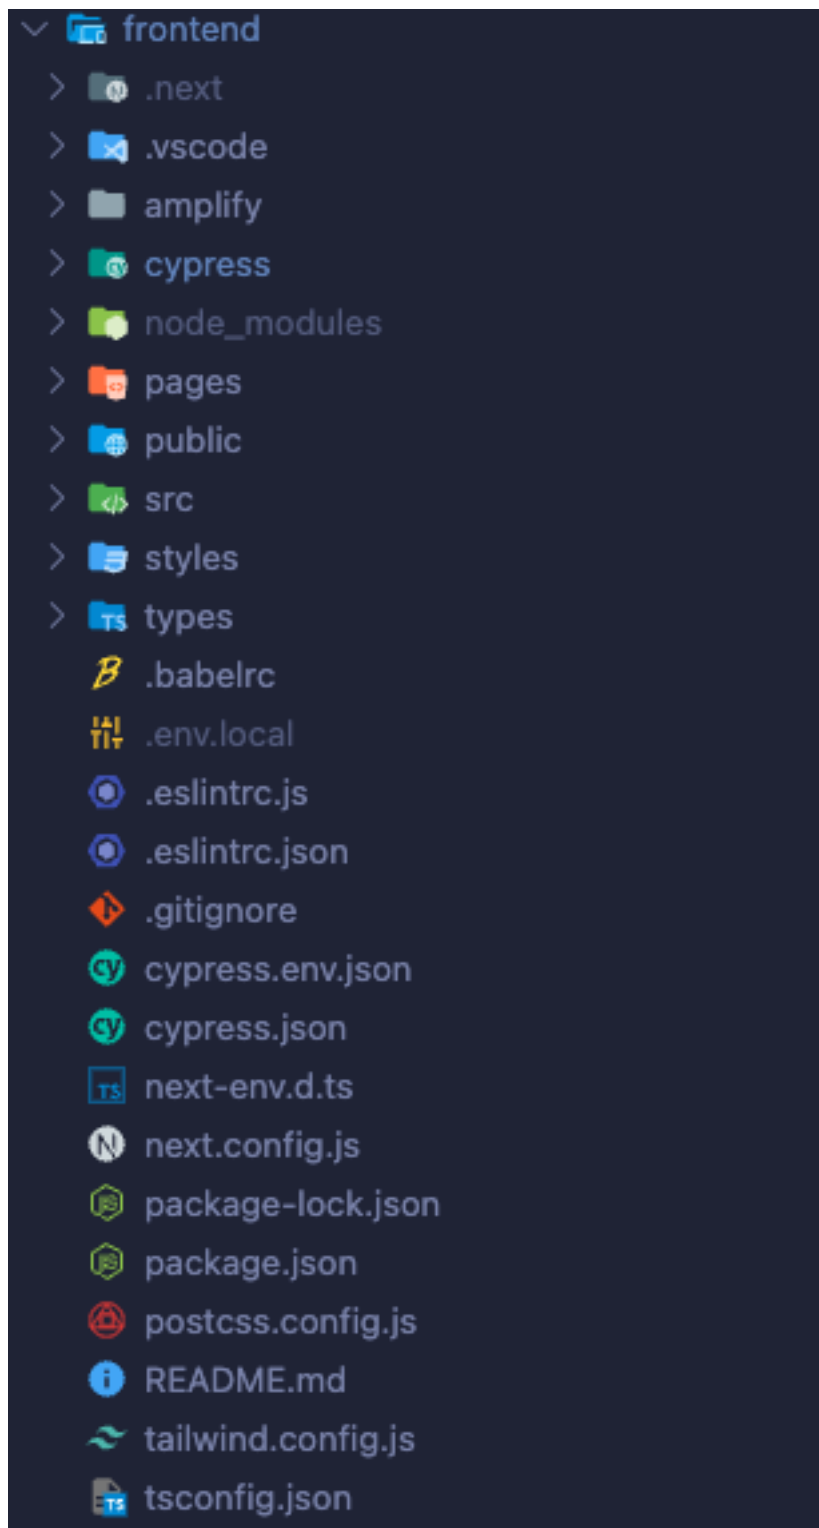 frontend
.next
.vscode
amplify
cypress
node_modules
pages
public
src
styles
types
.babelrc
.env.local
.eslintrc.js
.eslintrc.json
.gitignore
cypress.env.json
cypress.json
next-env.d.ts
next.config.js
package-lock.json
package.json
postcss.config.js
README.md
tailwind.config.js
tsconfig.json